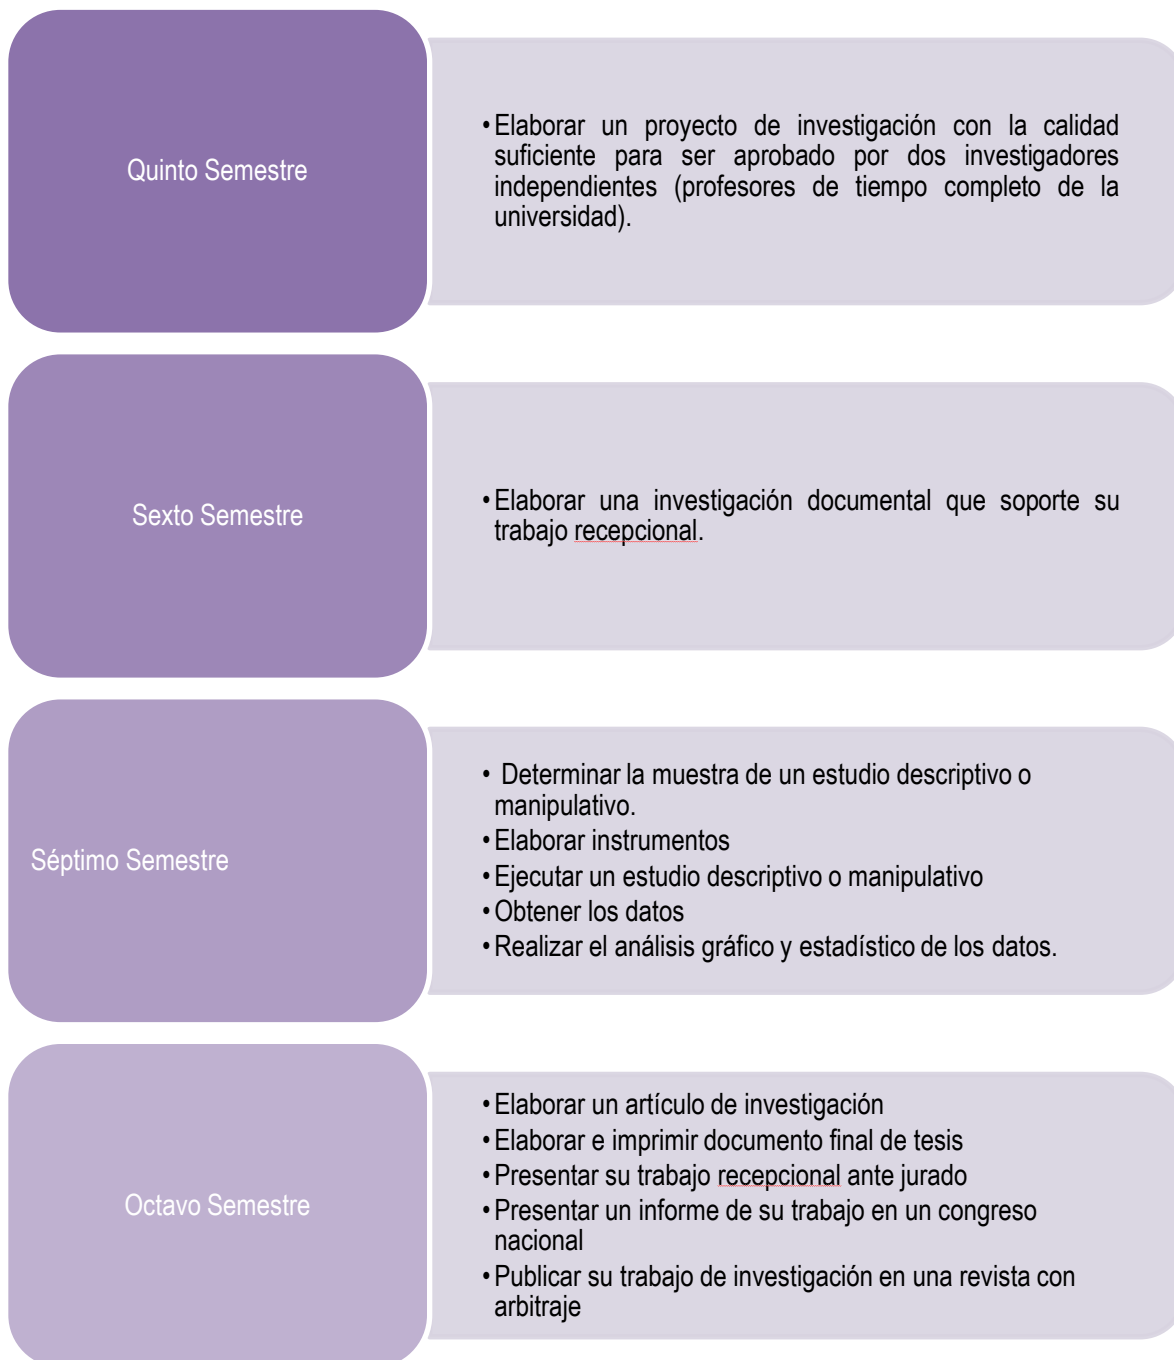 Quinto Semestre
•Elaborar un proyecto de investigación con la calidad
suficiente para ser aprobado por dos investigadores
independientes (profesores de tiempo completo de la
universidad).
Sexto Semestre
•Elaborar una investigación documental que soporte su
trabajo recepcional.
Séptimo Semestre
• Determinar la muestra de un estudio descriptivo o
manipulativo.
•Elaborar instrumentos
•Ejecutar un estudio descriptivo o manipulativo
•Obtener los datos
•Realizar el análisis gráfico y estadístico de los datos.
Octavo Semestre
•Elaborar un artículo de investigación
•Elaborar e imprimir documento final de tesis
•Presentar su trabajo recepcional ante jurado
•Presentar un informe de su trabajo en un congreso
nacional
•Publicar su trabajo de investigación en una revista con
arbitraje